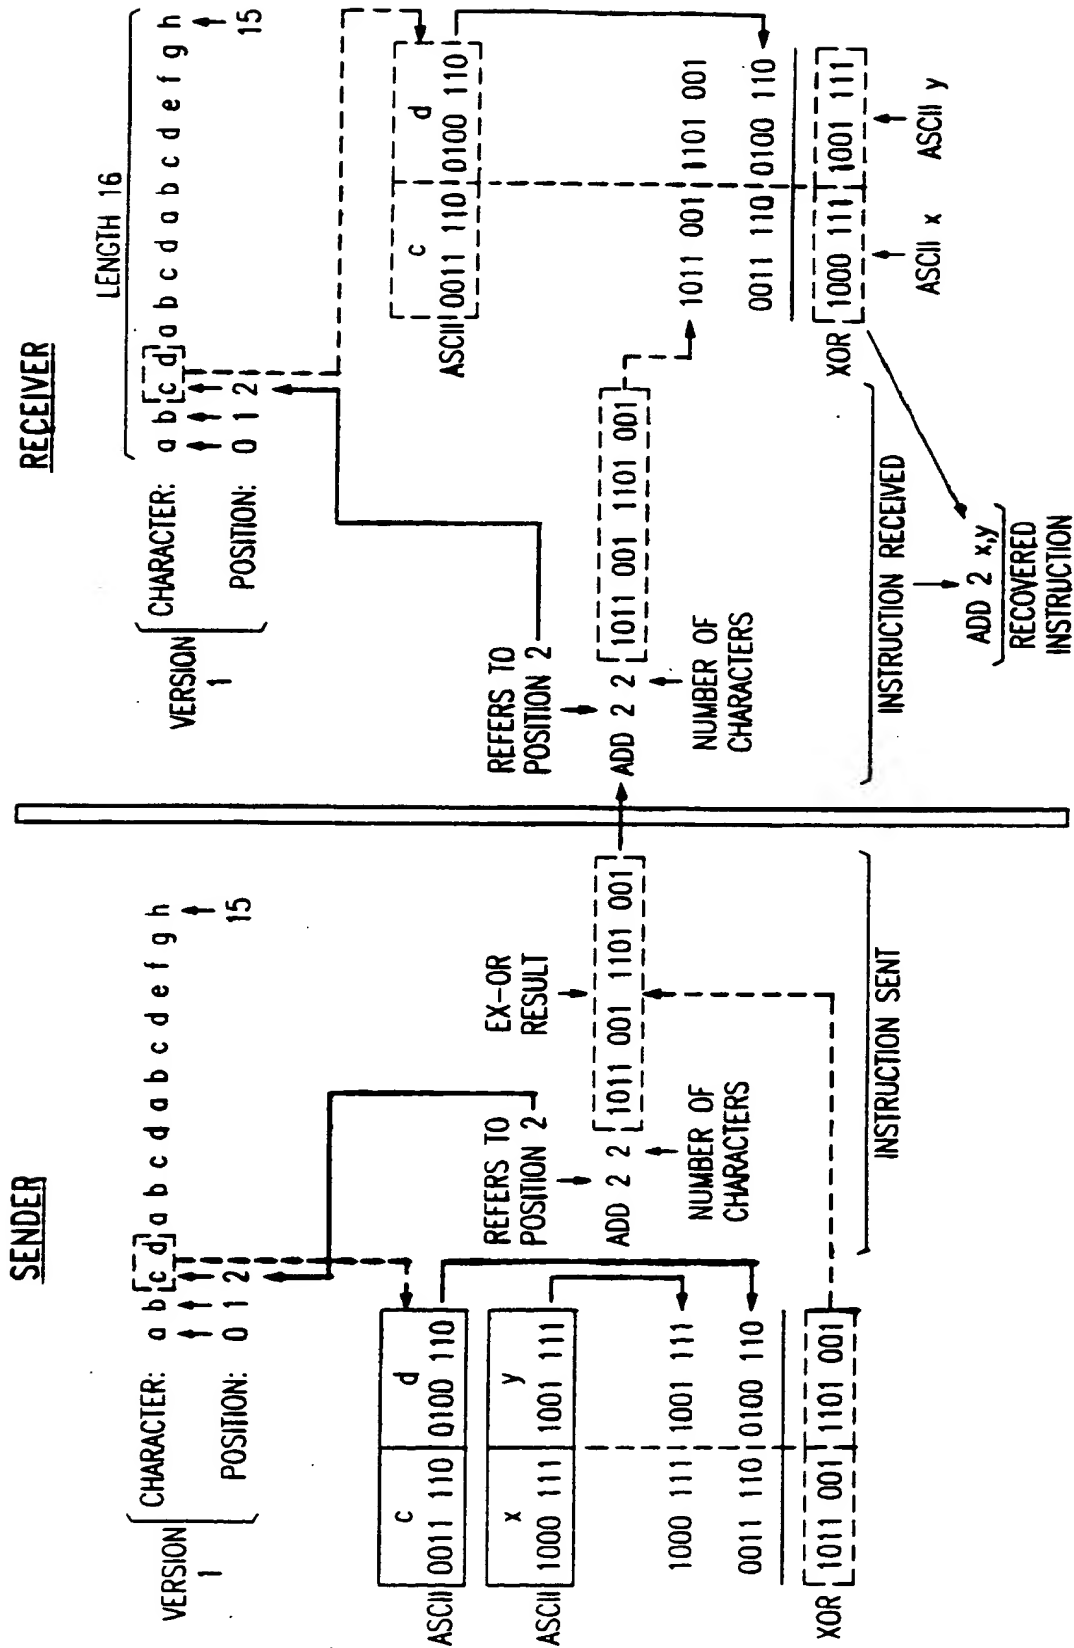 SENDER
VERSION 1
CHARACTER: a b c d a b c d a b c d e f g h
POSITION: 0 1 2 15
c d
ASCII 0011 110 0100 110
x y
ASCII 1000 111 1001 111
1000 111 1001 111
0011 110 0100 110
XOR 1011 001 1101 001
REFERS TO
POSITION 2
EX-OR
RESULT
ADD 2 2 1011 001 1101 001
NUMBER OF
CHARACTERS
INSTRUCTION SENT
RECEIVER
LENGTH 16
VERSION 1
CHARACTER: a b c d a b c d a b c d e f g h
POSITION: 0 1 2 15
c d
ASCII 0011 110 0100 110
REFERS TO
POSITION 2
ADD 2 2 1011 001 1101 001
NUMBER OF
CHARACTERS
1011 001 1101 001
0011 110 0100 110
XOR 1000 111 1001 111
ASCII x ASCII y
INSTRUCTION RECEIVED
ADD 2 x,y
RECOVERED
INSTRUCTION